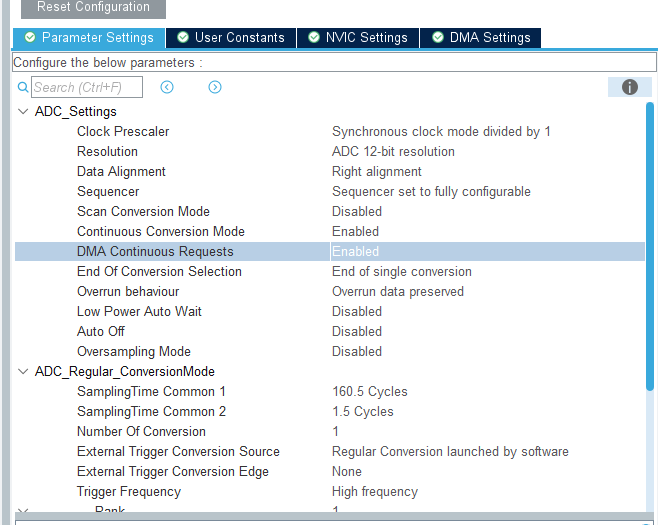 Reset Configuration
Parameter Settings User Constants NVIC Settings DMA Settings
Configure the below parameters :
Search (Ctrl+F)
ADC_Settings
Clock Prescaler Synchronous clock mode divided by 1
Resolution ADC 12-bit resolution
Data Alignment Right alignment
Sequencer Sequencer set to fully configurable
Scan Conversion Mode Disabled
Continuous Conversion Mode Enabled
DMA Continuous Requests Enabled
End Of Conversion Selection End of single conversion
Overrun behaviour Overrun data preserved
Low Power Auto Wait Disabled
Auto Off Disabled
Oversampling Mode Disabled
ADC_Regular_ConversionMode
SamplingTime Common 1 160.5 Cycles
SamplingTime Common 2 1.5 Cycles
Number Of Conversion 1
External Trigger Conversion Source Regular Conversion launched by software
External Trigger Conversion Edge None
Trigger Frequency High frequency
Rank 1